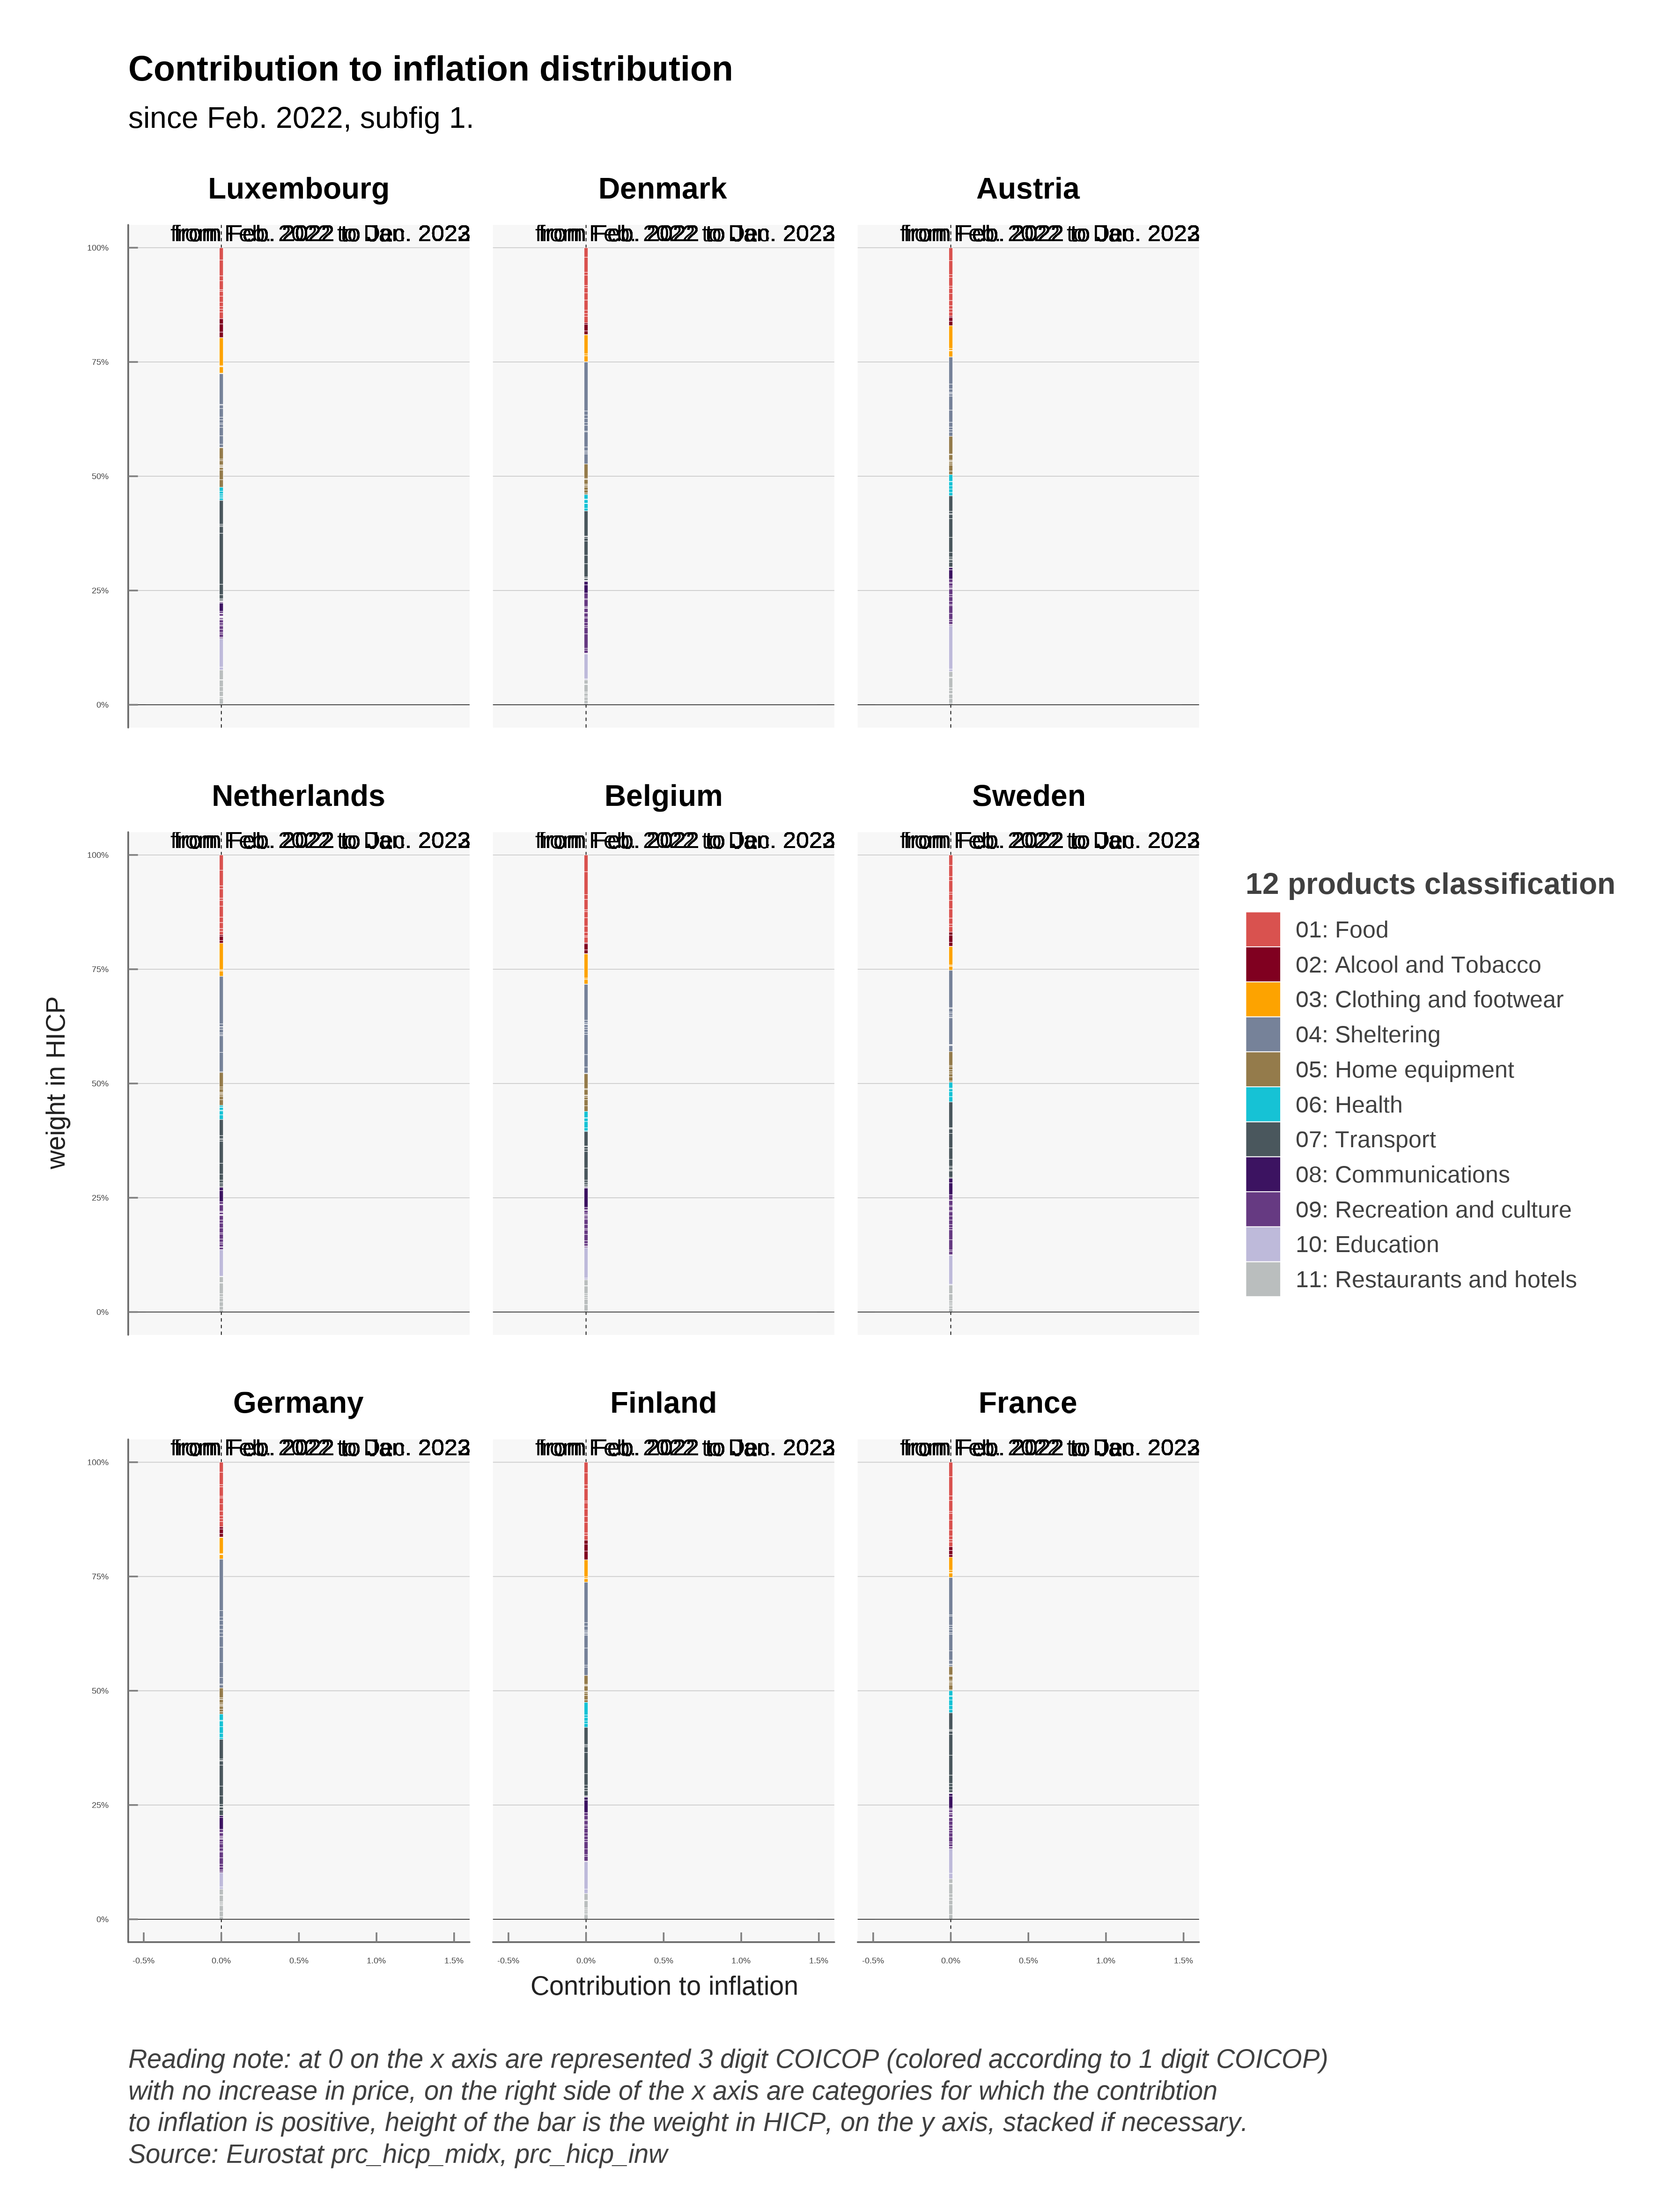 Contribution to inflation distribution
since Feb. 2022, subfig 1.
Luxembourg
Denmark
Austria
from Feb. 2022 to Jan. 2023
from Feb. 2022 to Jan. 2023
from Feb. 2022 to Jan. 2023
100%
75%
50%
25%
0%
Netherlands
Belgium
Sweden
from Feb. 2022 to Jan. 2023
from Feb. 2022 to Jan. 2023
from Feb. 2022 to Jan. 2023
100%
75%
50%
25%
0%
weight in HICP
12 products classification
01: Food
02: Alcool and Tobacco
03: Clothing and footwear
04: Sheltering
05: Home equipment
06: Health
07: Transport
08: Communications
09: Recreation and culture
10: Education
11: Restaurants and hotels
Germany
Finland
France
from Feb. 2022 to Jan. 2023
from Feb. 2022 to Jan. 2023
from Feb. 2022 to Jan. 2023
100%
75%
50%
25%
0%
-0.5% 0.0% 0.5% 1.0% 1.5%
-0.5% 0.0% 0.5% 1.0% 1.5%
-0.5% 0.0% 0.5% 1.0% 1.5%
Contribution to inflation
Reading note: at 0 on the x axis are represented 3 digit COICOP (colored according to 1 digit COICOP)
with no increase in price, on the right side of the x axis are categories for which the contribtion
to inflation is positive, height of the bar is the weight in HICP, on the y axis, stacked if necessary.
Source: Eurostat prc_hicp_midx, prc_hicp_inw